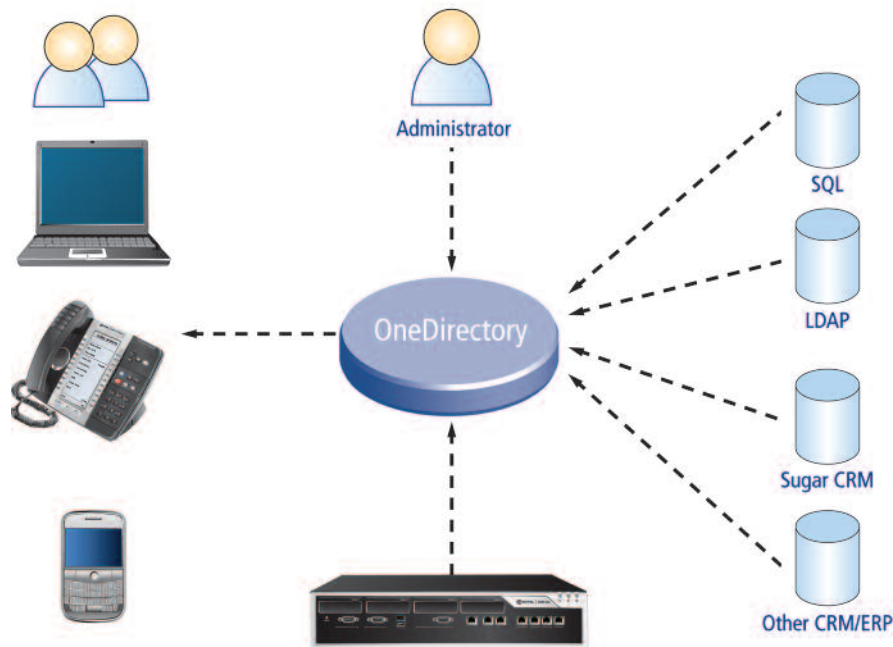 Administrator
SQL
OneDirectory
LDAP
Sugar CRM
Other CRM/ERP